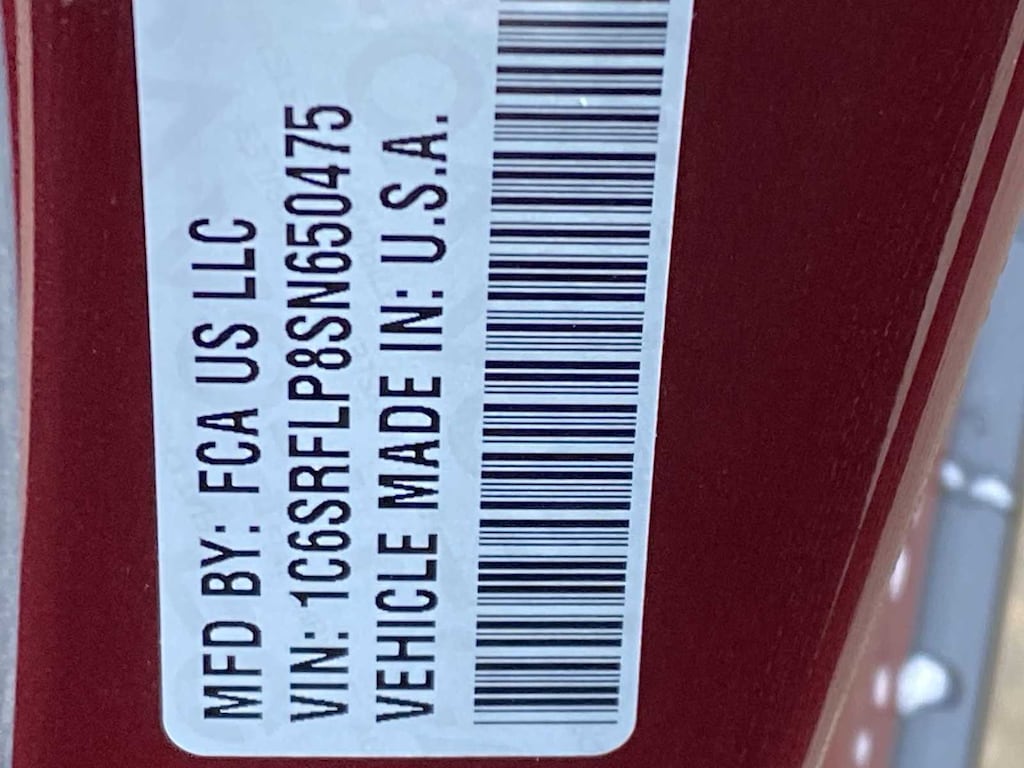 MFD BY: FCA US LLC
VIN: 1C6SRFLP8SN650475
VEHICLE MADE IN: U.S.A.